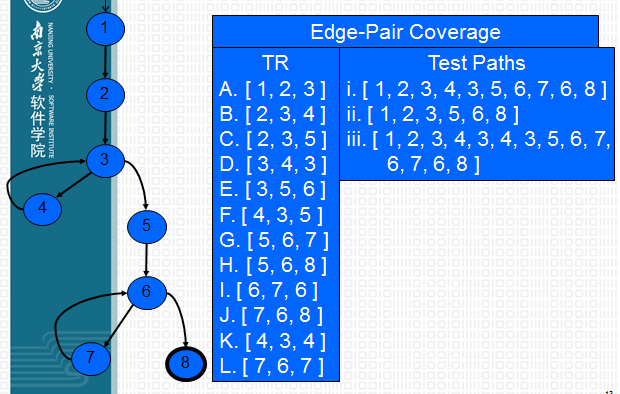 NANJING UNIVERSITY · SOFTWARE INSTITUTE
南京大学 软件学院
1
2
3
4
5
6
7
8
Edge-Pair Coverage
TR
A. [ 1, 2, 3 ]
B. [ 2, 3, 4 ]
C. [ 2, 3, 5 ]
D. [ 3, 4, 3 ]
E. [ 3, 5, 6 ]
F. [ 4, 3, 5 ]
G. [ 5, 6, 7 ]
H. [ 5, 6, 8 ]
I. [ 6, 7, 6 ]
J. [ 7, 6, 8 ]
K. [ 4, 3, 4 ]
L. [ 7, 6, 7 ]
Test Paths
i. [ 1, 2, 3, 4, 3, 5, 6, 7, 6, 8 ]
ii. [ 1, 2, 3, 5, 6, 8 ]
iii. [ 1, 2, 3, 4, 3, 4, 3, 5, 6, 7,
6, 7, 6, 8 ]